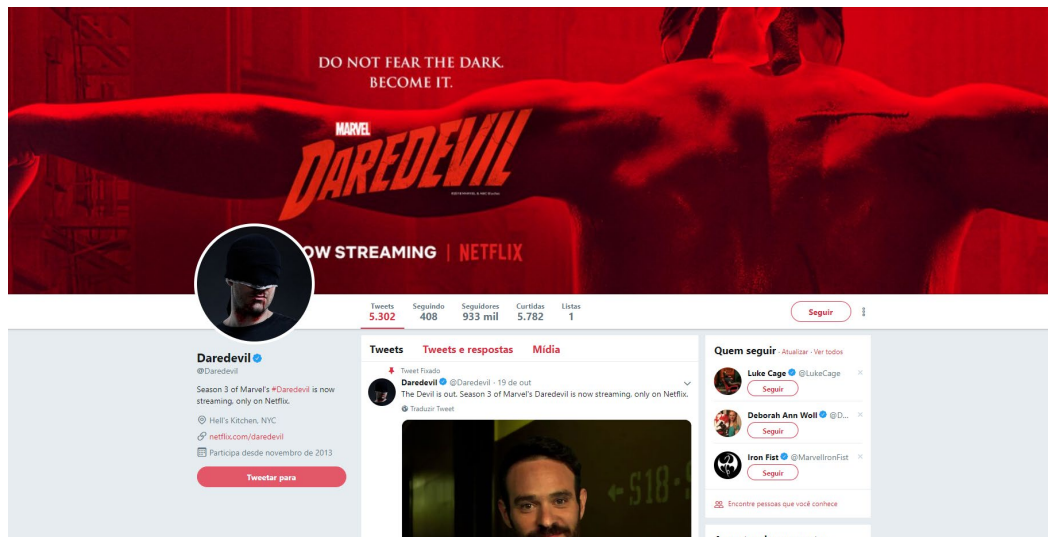 DO NOT FEAR THE DARK.
BECOME IT.
MARVEL
DAREDEVIL
OW STREAMING | NETFLIX
Tweets Seguindo Seguidores Curtidas Listas
5.302 408 933 mil 5.782 1
Seguir
Daredevil
@Daredevil
Season 3 of Marvel's #Daredevil is now
streaming, only on Netflix.
Hell's Kitchen, NYC
netflix.com/daredevil
Participa desde novembro de 2013
Tweetar para
Tweets Tweets e respostas Mídia
Tweet Fixado
Daredevil @Daredevil · 19 de out
The Devil is out. Season 3 of Marvel's Daredevil is now streaming, only on Netflix.
Traduzir Tweet
S18
Quem seguir · Atualizar · Ver todos
Luke Cage @LukeCage
Seguir
Deborah Ann Woll @D...
Seguir
Iron Fist @MarvelIronFist
Seguir
Encontre pessoas que você conhece